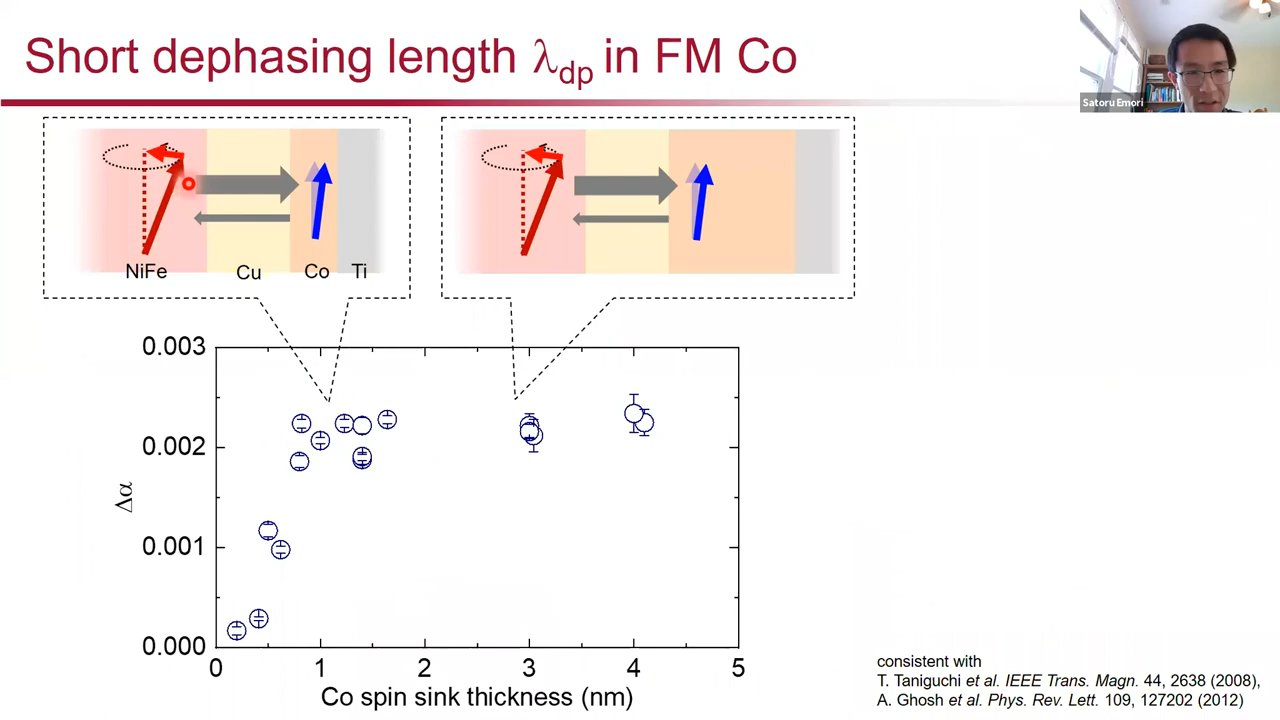 Short dephasing length λdp in FM Co
Satoru Emori
NiFe
Cu
Co
Ti
0.003
0.002
0.001
0.000
Δα
0
1
2
3
4
5
Co spin sink thickness (nm)
consistent with
T. Taniguchi et al. IEEE Trans. Magn. 44, 2638 (2008),
A. Ghosh et al. Phys. Rev. Lett. 109, 127202 (2012)